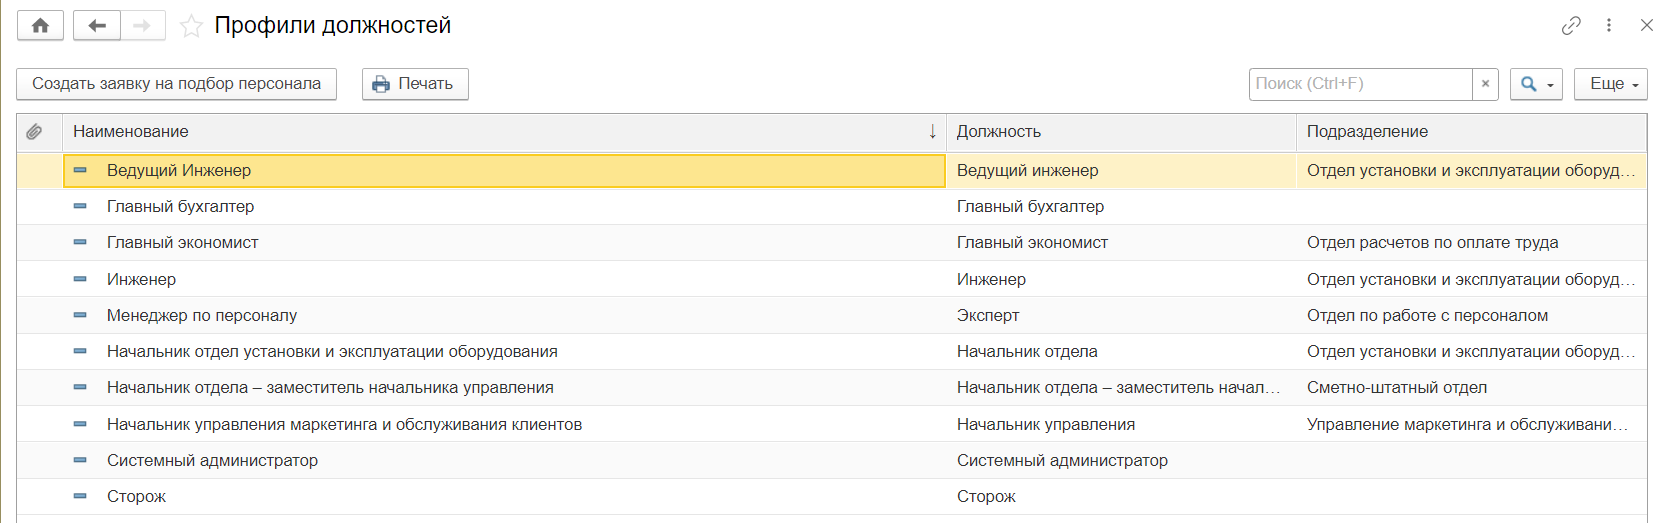 Профили должностей
Создать заявку на подбор персонала Печать Поиск (Ctrl+F) × Еще
Наименование ↓ Должность Подразделение
Ведущий Инженер Ведущий инженер Отдел установки и эксплуатации оборуд...
Главный бухгалтер Главный бухгалтер
Главный экономист Главный экономист Отдел расчетов по оплате труда
Инженер Инженер Отдел установки и эксплуатации оборуд...
Менеджер по персоналу Эксперт Отдел по работе с персоналом
Начальник отдел установки и эксплуатации оборудования Начальник отдела Отдел установки и эксплуатации оборуд...
Начальник отдела – заместитель начальника управления Начальник отдела – заместитель начал... Сметно-штатный отдел
Начальник управления маркетинга и обслуживания клиентов Начальник управления Управление маркетинга и обслуживани...
Системный администратор Системный администратор
Сторож Сторож